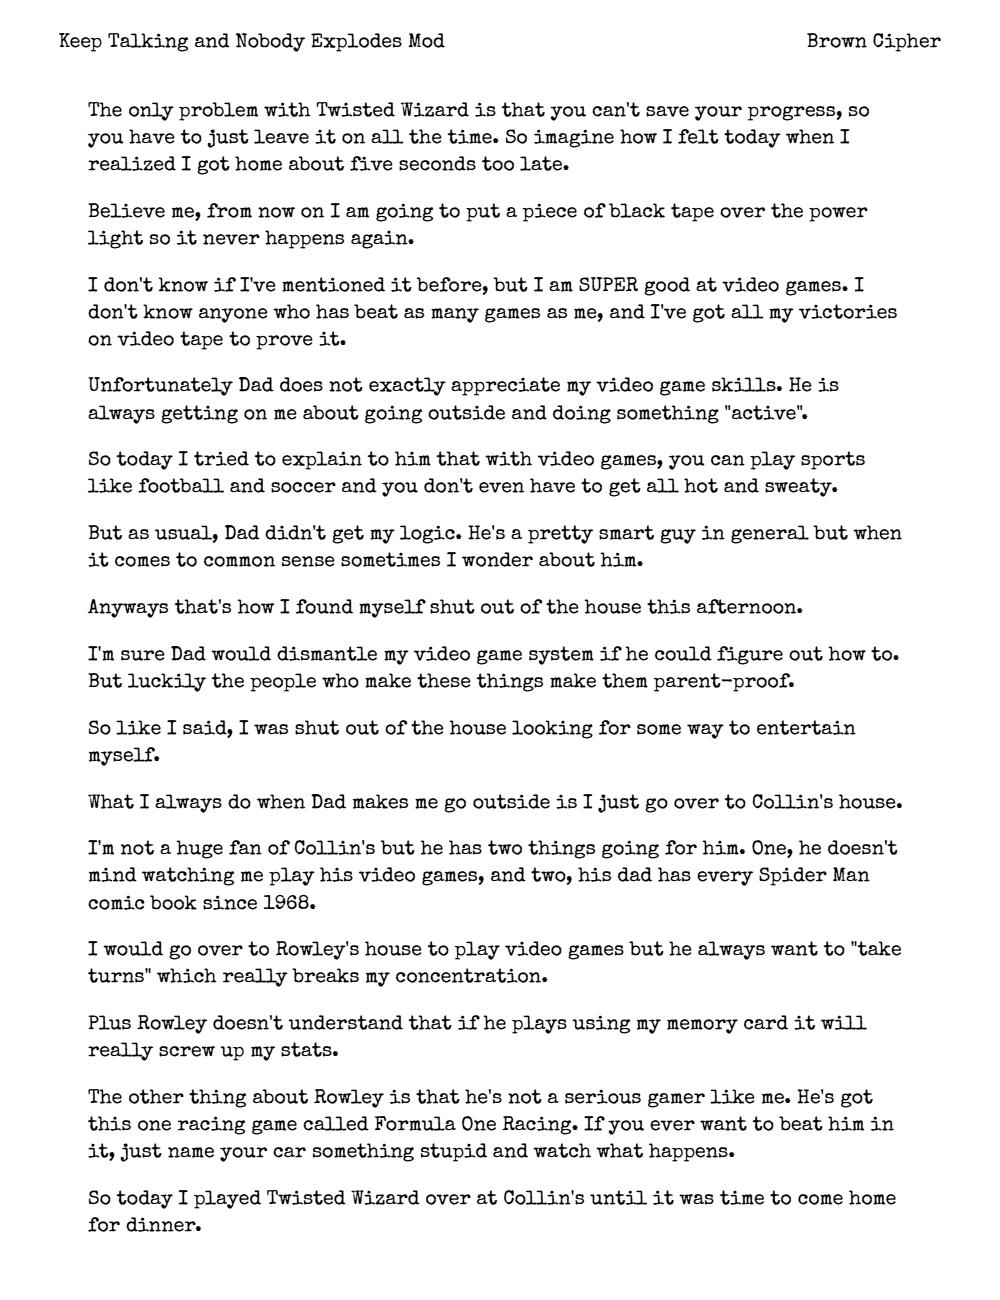 Keep Talking and Nobody Explodes Mod Brown Cipher
The only problem with Twisted Wizard is that you can't save your progress, so
you have to just leave it on all the time. So imagine how I felt today when I
realized I got home about five seconds too late.
Believe me, from now on I am going to put a piece of black tape over the power
light so it never happens again.
I don't know if I've mentioned it before, but I am SUPER good at video games. I
don't know anyone who has beat as many games as me, and I've got all my victories
on video tape to prove it.
Unfortunately Dad does not exactly appreciate my video game skills. He is
always getting on me about going outside and doing something "active".
So today I tried to explain to him that with video games, you can play sports
like football and soccer and you don't even have to get all hot and sweaty.
But as usual, Dad didn't get my logic. He's a pretty smart guy in general but when
it comes to common sense sometimes I wonder about him.
Anyways that's how I found myself shut out of the house this afternoon.
I'm sure Dad would dismantle my video game system if he could figure out how to.
But luckily the people who make these things make them parent-proof.
So like I said, I was shut out of the house looking for some way to entertain
myself.
What I always do when Dad makes me go outside is I just go over to Collin's house.
I'm not a huge fan of Collin's but he has two things going for him. One, he doesn't
mind watching me play his video games, and two, his dad has every Spider Man
comic book since 1968.
I would go over to Rowley's house to play video games but he always want to "take
turns" which really breaks my concentration.
Plus Rowley doesn't understand that if he plays using my memory card it will
really screw up my stats.
The other thing about Rowley is that he's not a serious gamer like me. He's got
this one racing game called Formula One Racing. If you ever want to beat him in
it, just name your car something stupid and watch what happens.
So today I played Twisted Wizard over at Collin's until it was time to come home
for dinner.